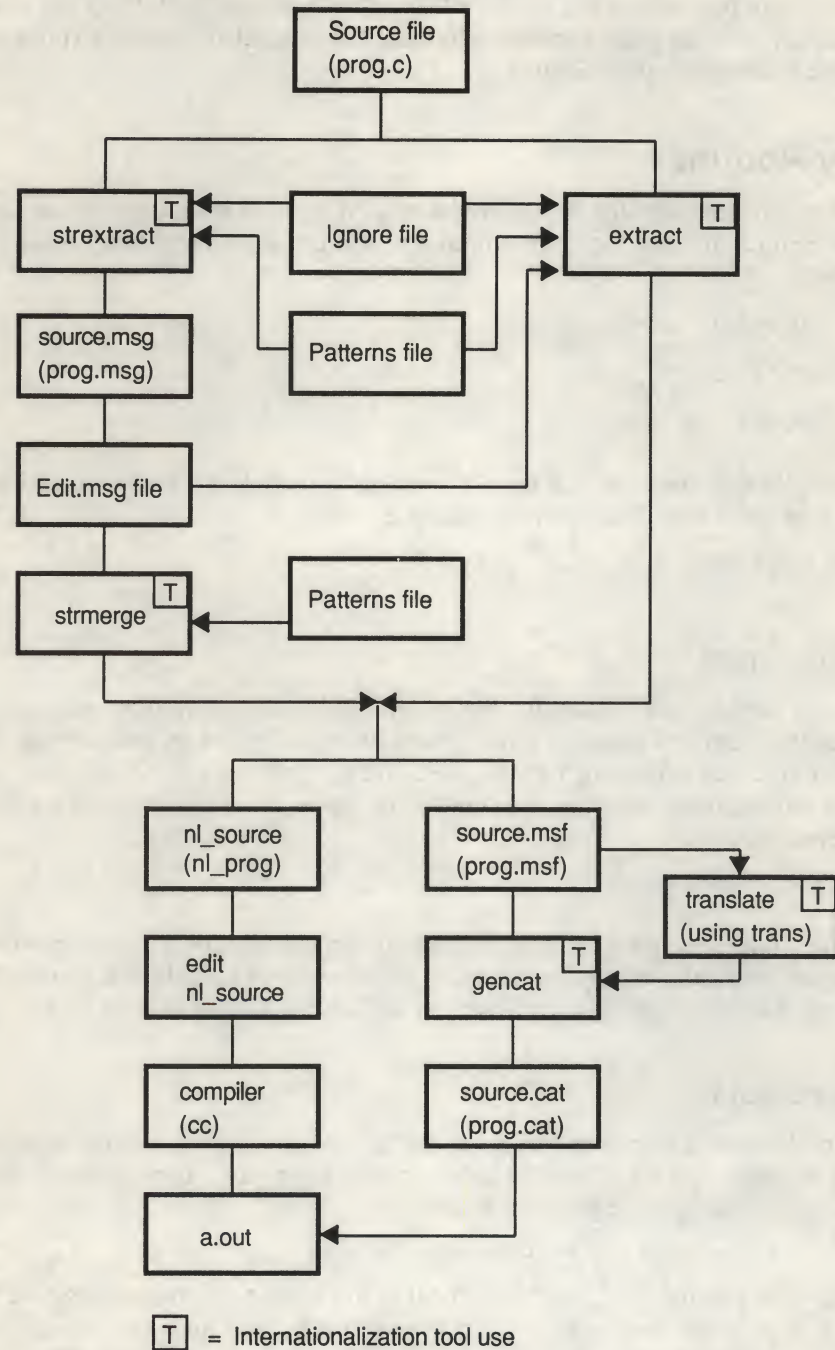 Source file
(prog.c)
T
strextract
Ignore file
T
extract
source.msg
(prog.msg)
Patterns file
Edit.msg file
T
strmerge
Patterns file
nl_source
(nl_prog)
source.msf
(prog.msf)
translate
T
(using trans)
edit
nl_source
T
gencat
compiler
(cc)
source.cat
(prog.cat)
a.out
T = Internationalization tool use